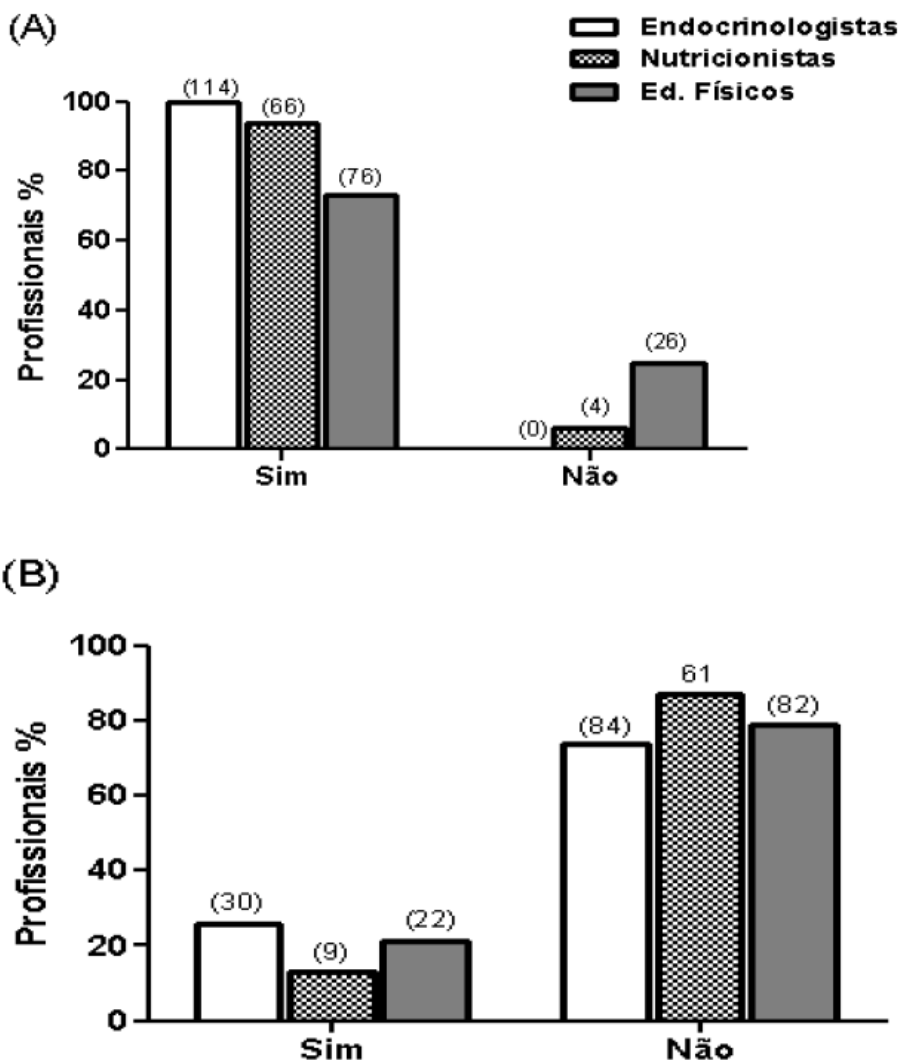 (A)
Endocrinologistas
Nutricionistas
Ed. Físicos
Profissionais %
100
80
60
40
20
0
(114)
(66)
(76)
(0)
(4)
(26)
Sim
Não
(B)
Profissionais %
100
80
60
40
20
0
(30)
(9)
(22)
(84)
61
(82)
Sim
Não